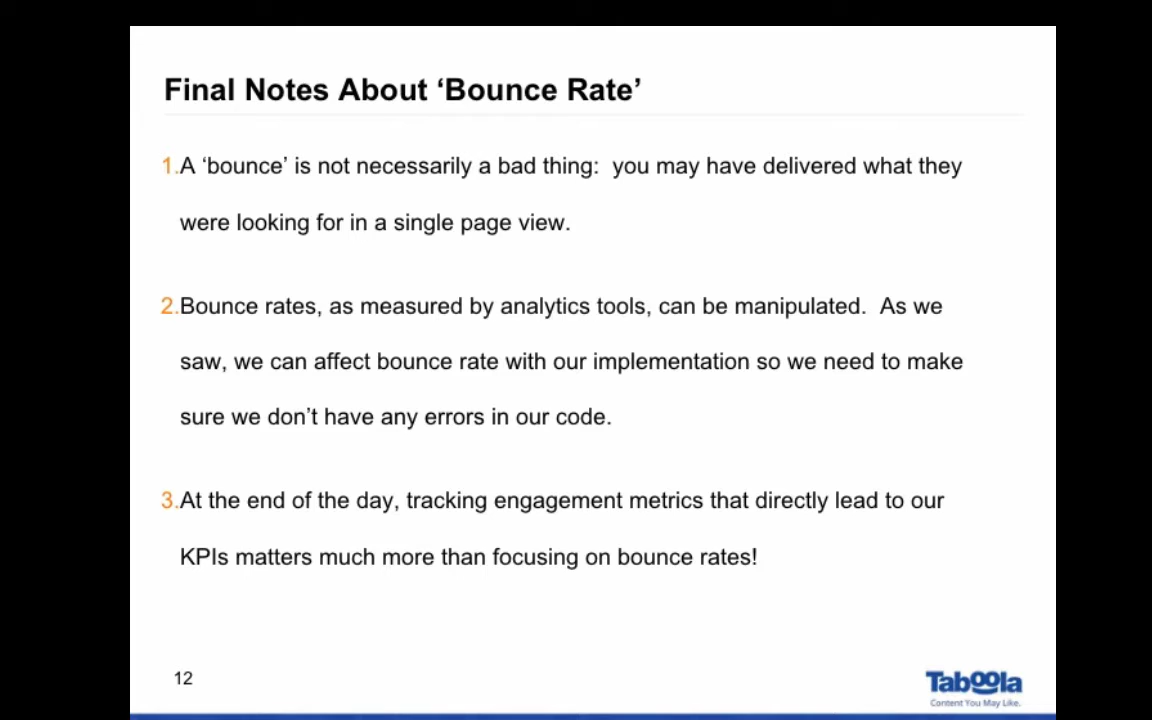 Final Notes About ‘Bounce Rate’
1.A ‘bounce’ is not necessarily a bad thing:  you may have delivered what they
were looking for in a single page view.
2.Bounce rates, as measured by analytics tools, can be manipulated.  As we
saw, we can affect bounce rate with our implementation so we need to make
sure we don’t have any errors in our code.
3.At the end of the day, tracking engagement metrics that directly lead to our
KPIs matters much more than focusing on bounce rates!
12
Taboola
Content You May Like.